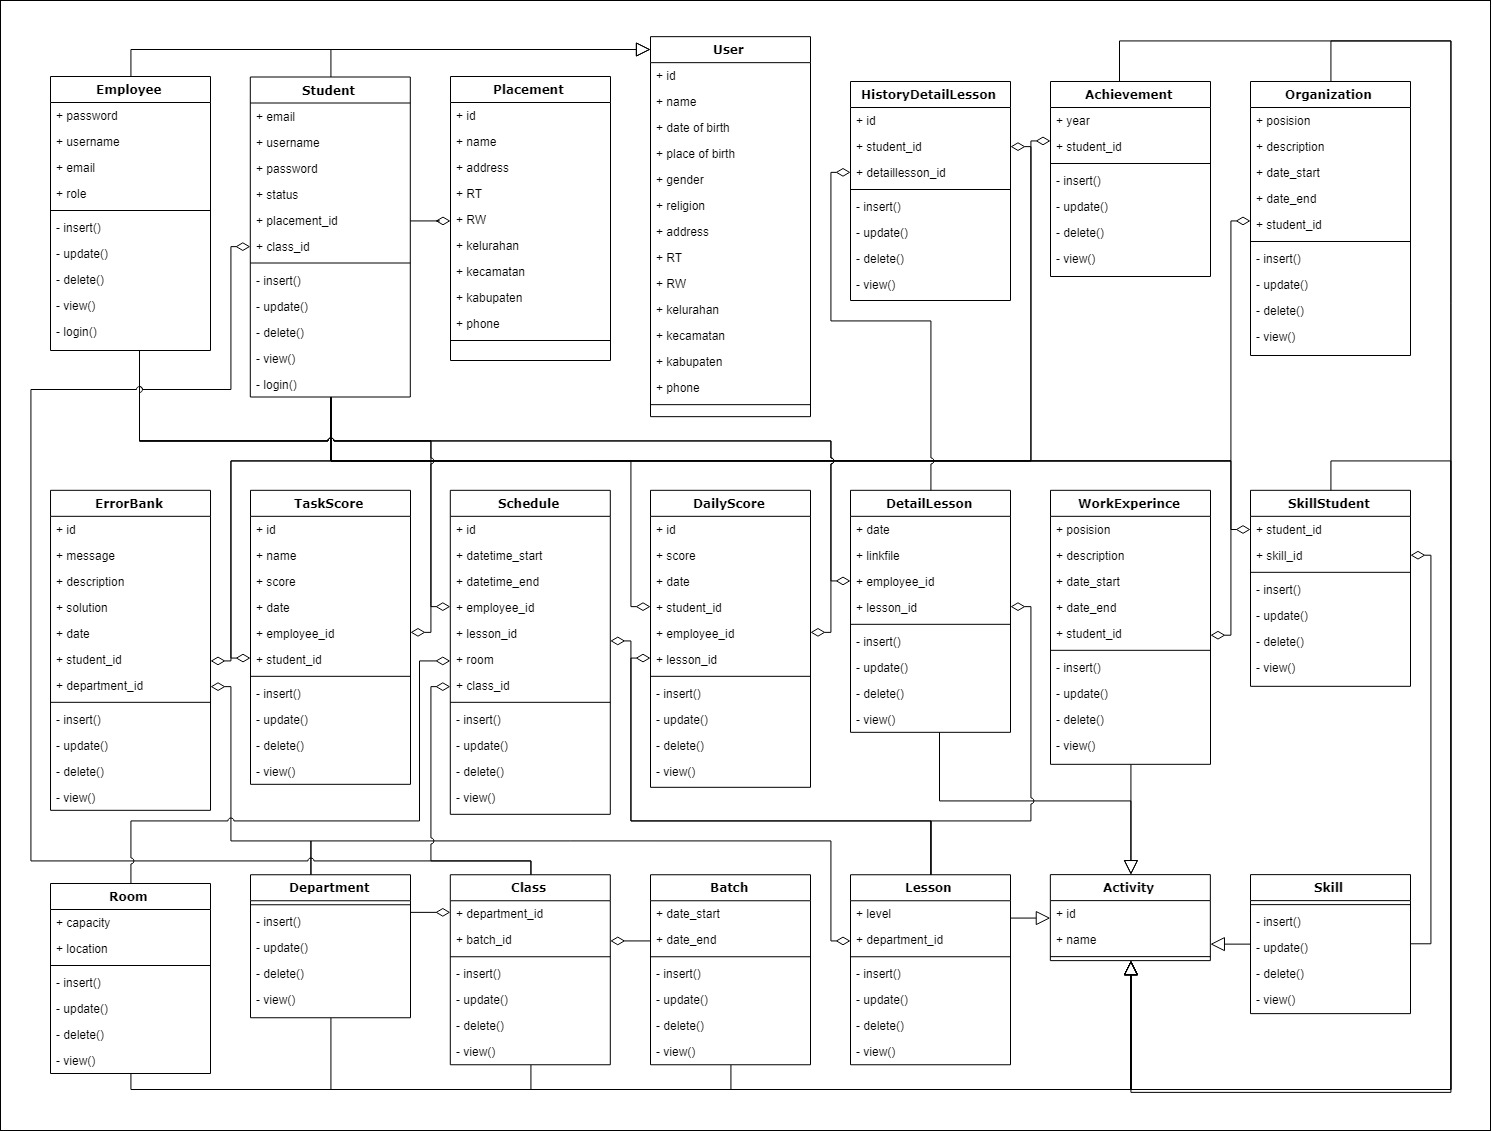 Employee
+ password
+ username
+ email
+ role
- insert()
- update()
- delete()
- view()
- login()
Student
+ email
+ username
+ password
+ status
+ placement_id
+ class_id
- insert()
- update()
- delete()
- view()
- login()
Placement
+ id
+ name
+ address
+ RT
+ RW
+ kelurahan
+ kecamatan
+ kabupaten
+ phone
User
+ id
+ name
+ date of birth
+ place of birth
+ gender
+ religion
+ address
+ RT
+ RW
+ kelurahan
+ kecamatan
+ kabupaten
+ phone
HistoryDetailLesson
+ id
+ student_id
+ detaillesson_id
- insert()
- update()
- delete()
- view()
Achievement
+ year
+ student_id
- insert()
- update()
- delete()
- view()
Organization
+ posision
+ description
+ date_start
+ date_end
+ student_id
- insert()
- update()
- delete()
- view()
ErrorBank
+ id
+ message
+ description
+ solution
+ date
+ student_id
+ department_id
- insert()
- update()
- delete()
- view()
TaskScore
+ id
+ name
+ score
+ date
+ employee_id
+ student_id
- insert()
- update()
- delete()
- view()
Schedule
+ id
+ datetime_start
+ datetime_end
+ employee_id
+ lesson_id
+ room
+ class_id
- insert()
- update()
- delete()
- view()
DailyScore
+ id
+ score
+ date
+ student_id
+ employee_id
+ lesson_id
- insert()
- update()
- delete()
- view()
DetailLesson
+ date
+ linkfile
+ employee_id
+ lesson_id
- insert()
- update()
- delete()
- view()
WorkExperince
+ posision
+ description
+ date_start
+ date_end
+ student_id
- insert()
- update()
- delete()
- view()
SkillStudent
+ student_id
+ skill_id
- insert()
- update()
- delete()
- view()
Room
+ capacity
+ location
- insert()
- update()
- delete()
- view()
Department
- insert()
- update()
- delete()
- view()
Class
+ department_id
+ batch_id
- insert()
- update()
- delete()
- view()
Batch
+ date_start
+ date_end
- insert()
- update()
- delete()
- view()
Lesson
+ level
+ department_id
- insert()
- update()
- delete()
- view()
Activity
+ id
+ name
Skill
- insert()
- update()
- delete()
- view()